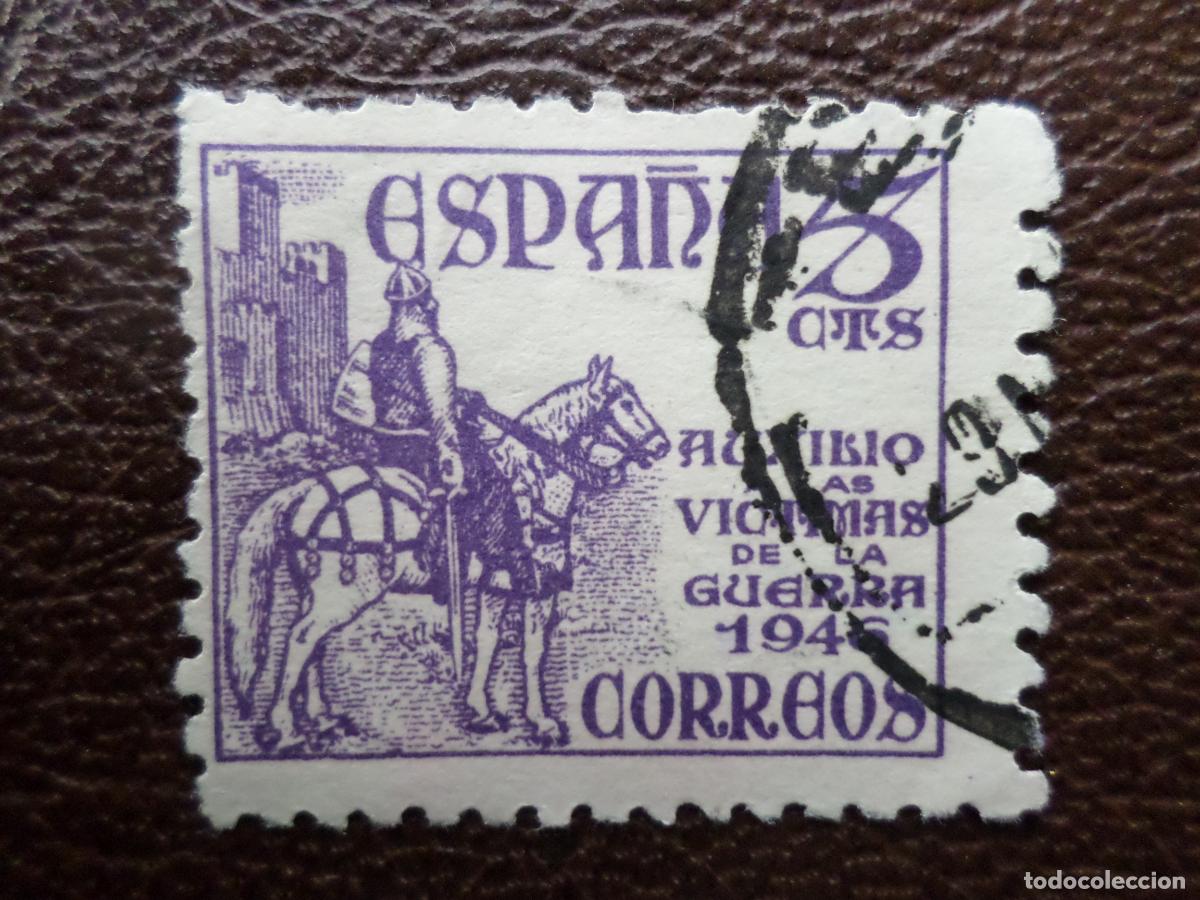 ESPAÑA 5
CTS
AUXILIO
A LAS
VICTIMAS
DE LA
GUERRA
1946
CORREOS
todocoleccion